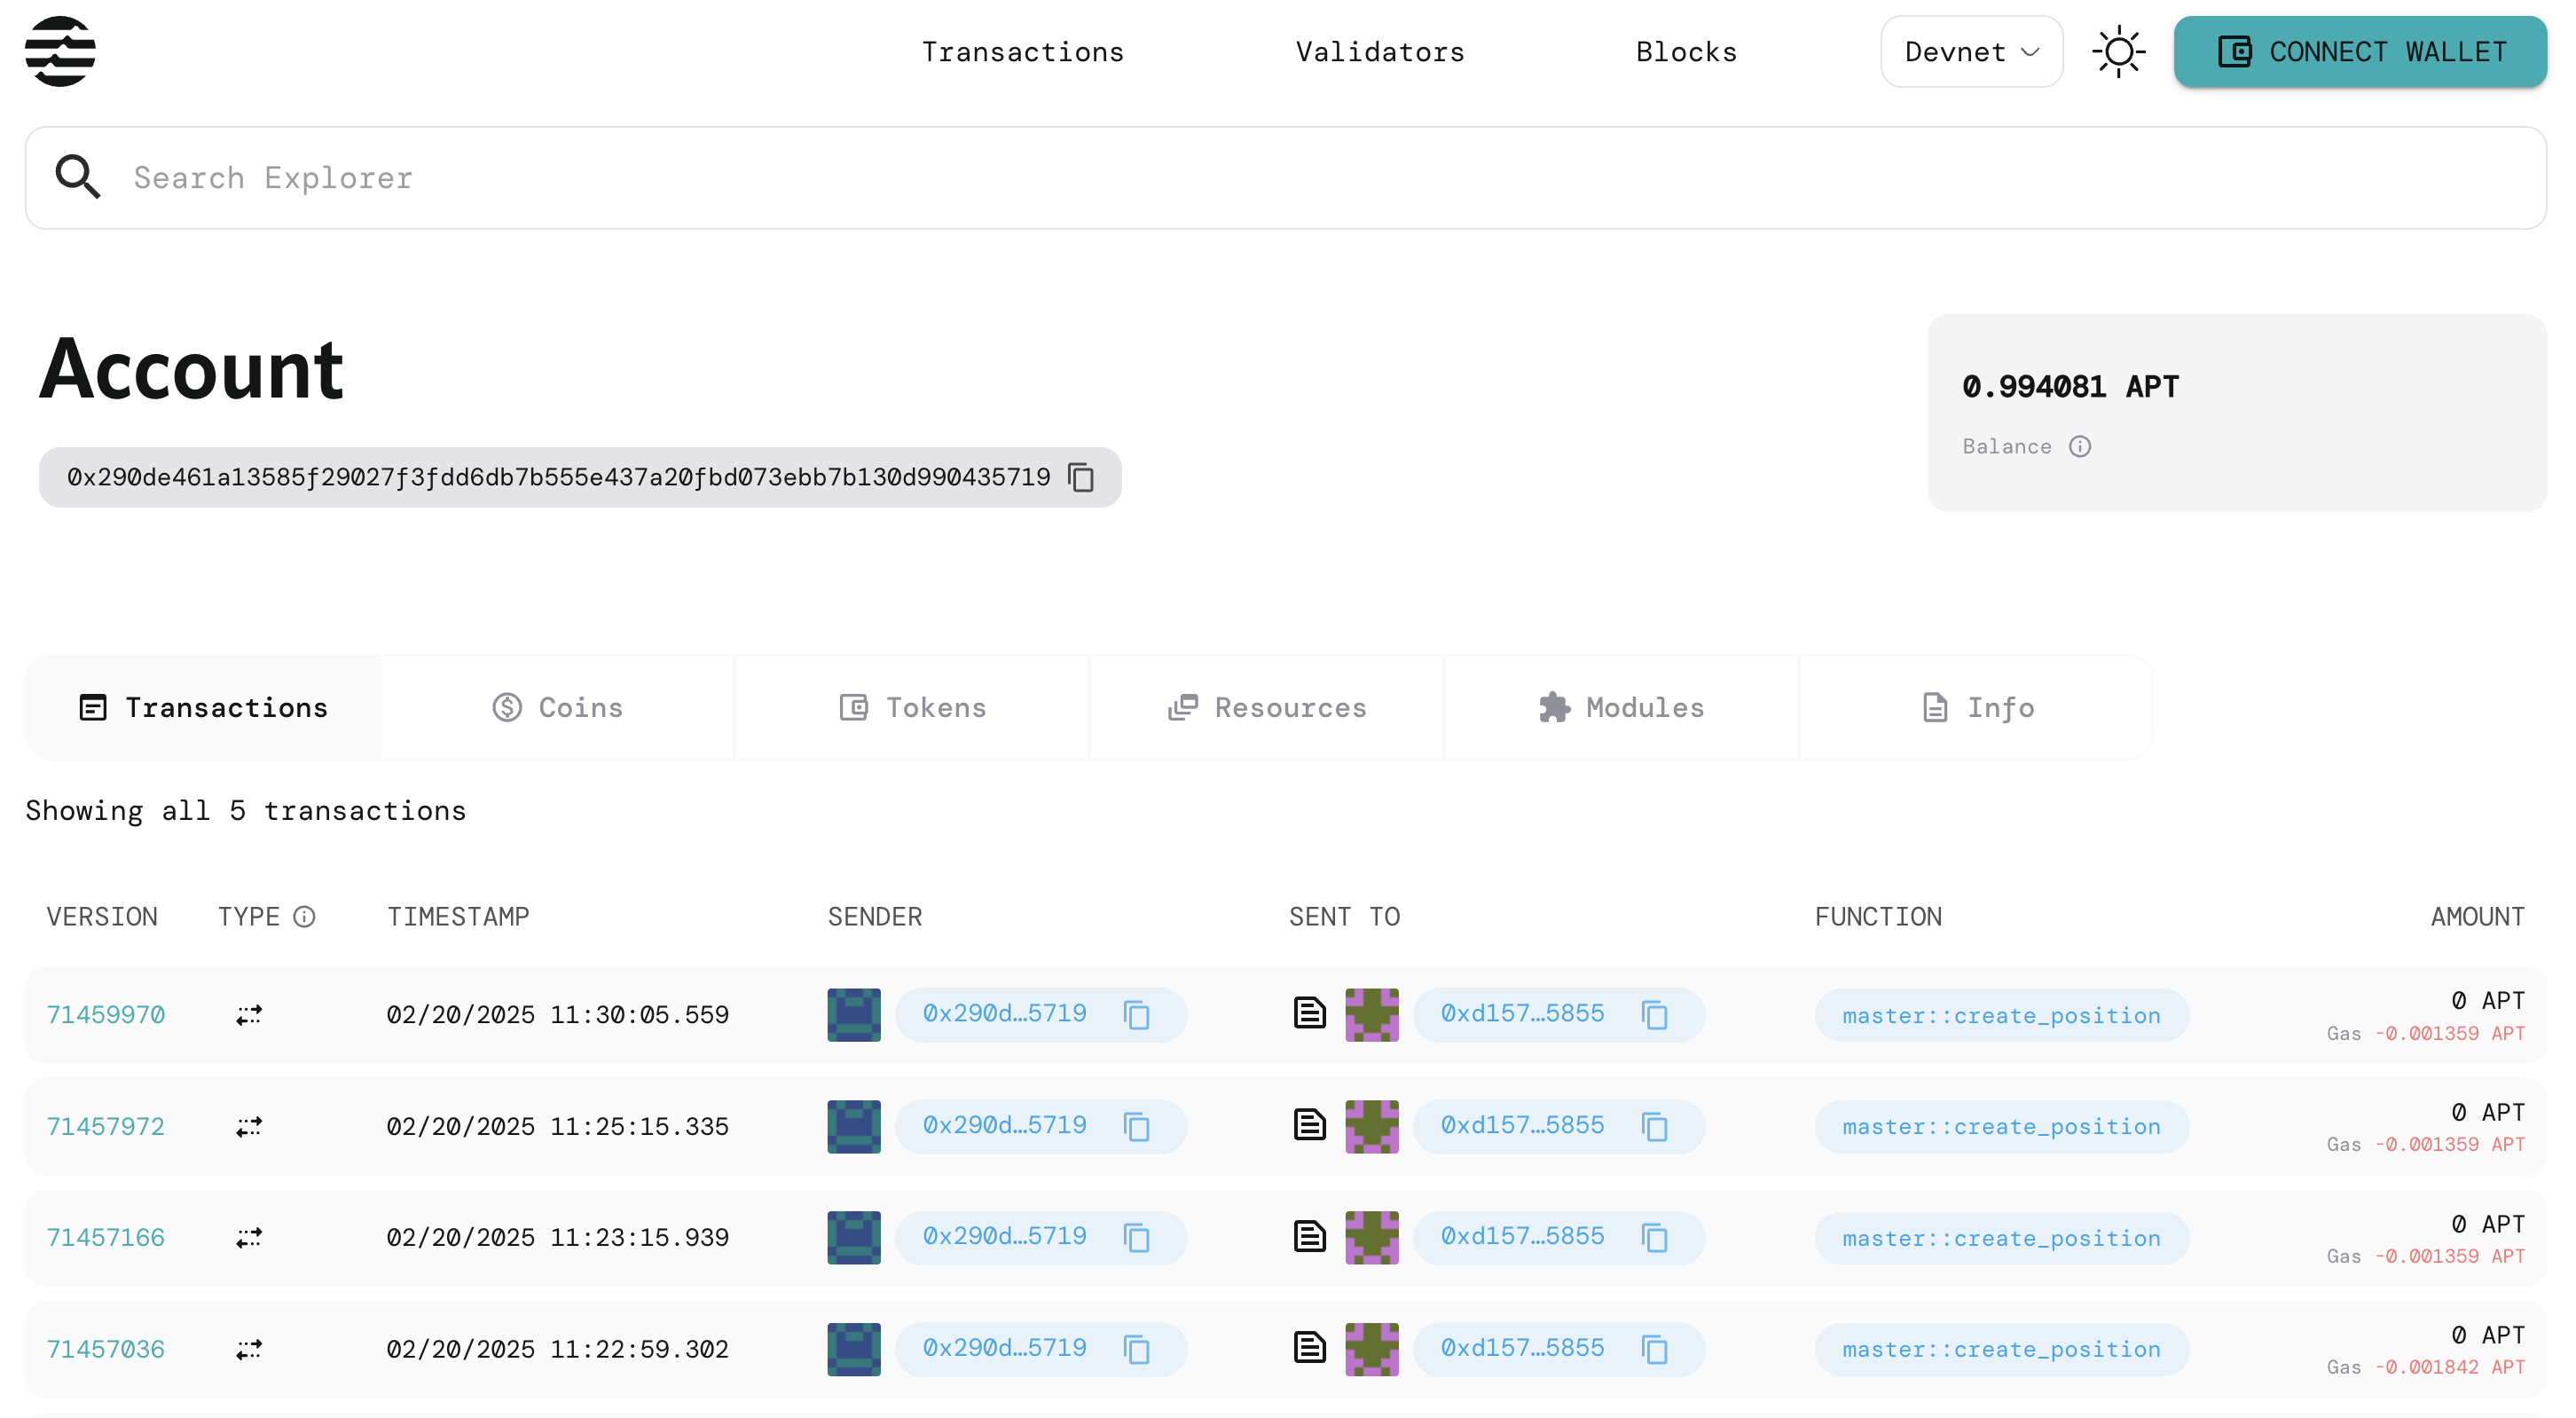 Transactions Validators Blocks Devnet CONNECT WALLET
Search Explorer
Account
0.994081 APT
Balance
0x290de461a13585f29027f3fdd6db7b555e437a20fbd073ebb7b130d990435719
Transactions Coins Tokens Resources Modules Info
Showing all 5 transactions
VERSION TYPE TIMESTAMP SENDER SENT TO FUNCTION AMOUNT
71459970 02/20/2025 11:30:05.559 0x290d…5719 0xd157…5855 master::create_position 0 APT
Gas -0.001359 APT
71457972 02/20/2025 11:25:15.335 0x290d…5719 0xd157…5855 master::create_position 0 APT
Gas -0.001359 APT
71457166 02/20/2025 11:23:15.939 0x290d…5719 0xd157…5855 master::create_position 0 APT
Gas -0.001359 APT
71457036 02/20/2025 11:22:59.302 0x290d…5719 0xd157…5855 master::create_position 0 APT
Gas -0.001842 APT